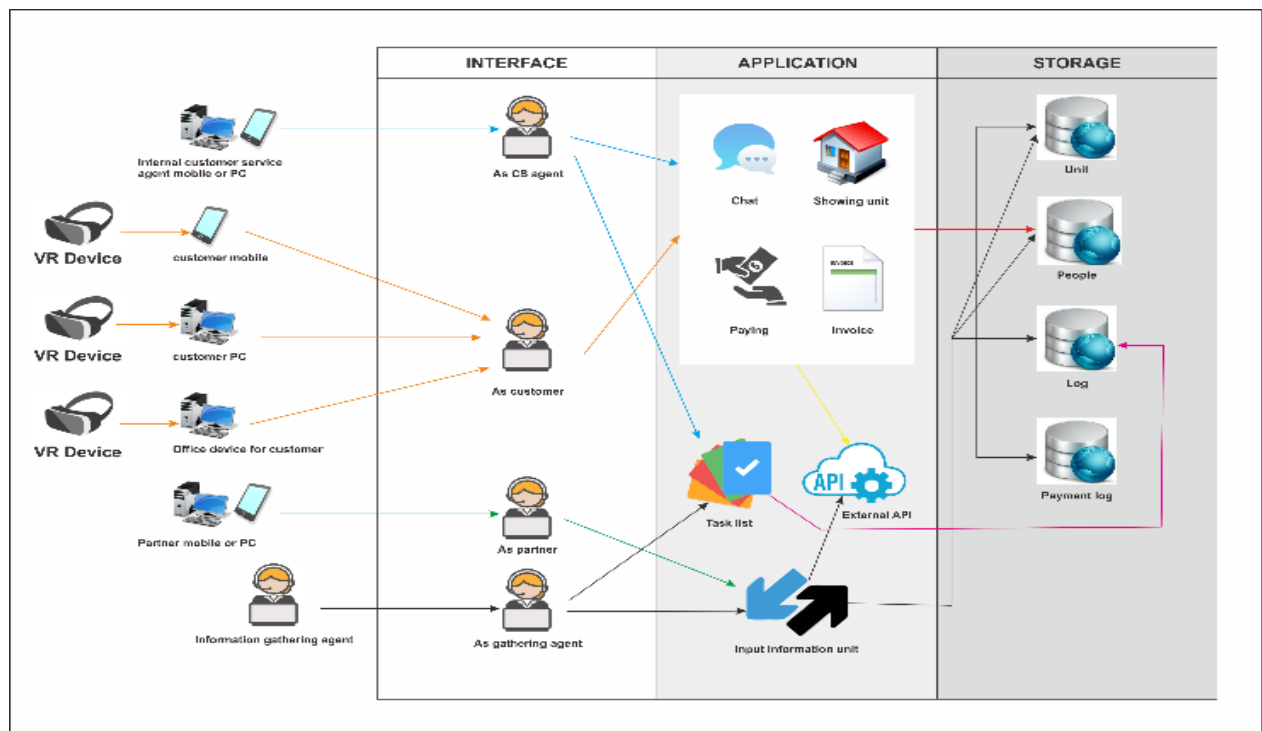 INTERFACE
APPLICATION
STORAGE
Internal customer service
agent mobile or PC
As CS agent
Chat
Showing unit
Unit
VR Device
customer mobile
People
INVOICE
Paying
Invoice
VR Device
customer PC
As customer
Log
VR Device
Office device for customer
API
Payment log
Task list
External API
Partner mobile or PC
As partner
Information gathering agent
As gathering agent
Input information unit